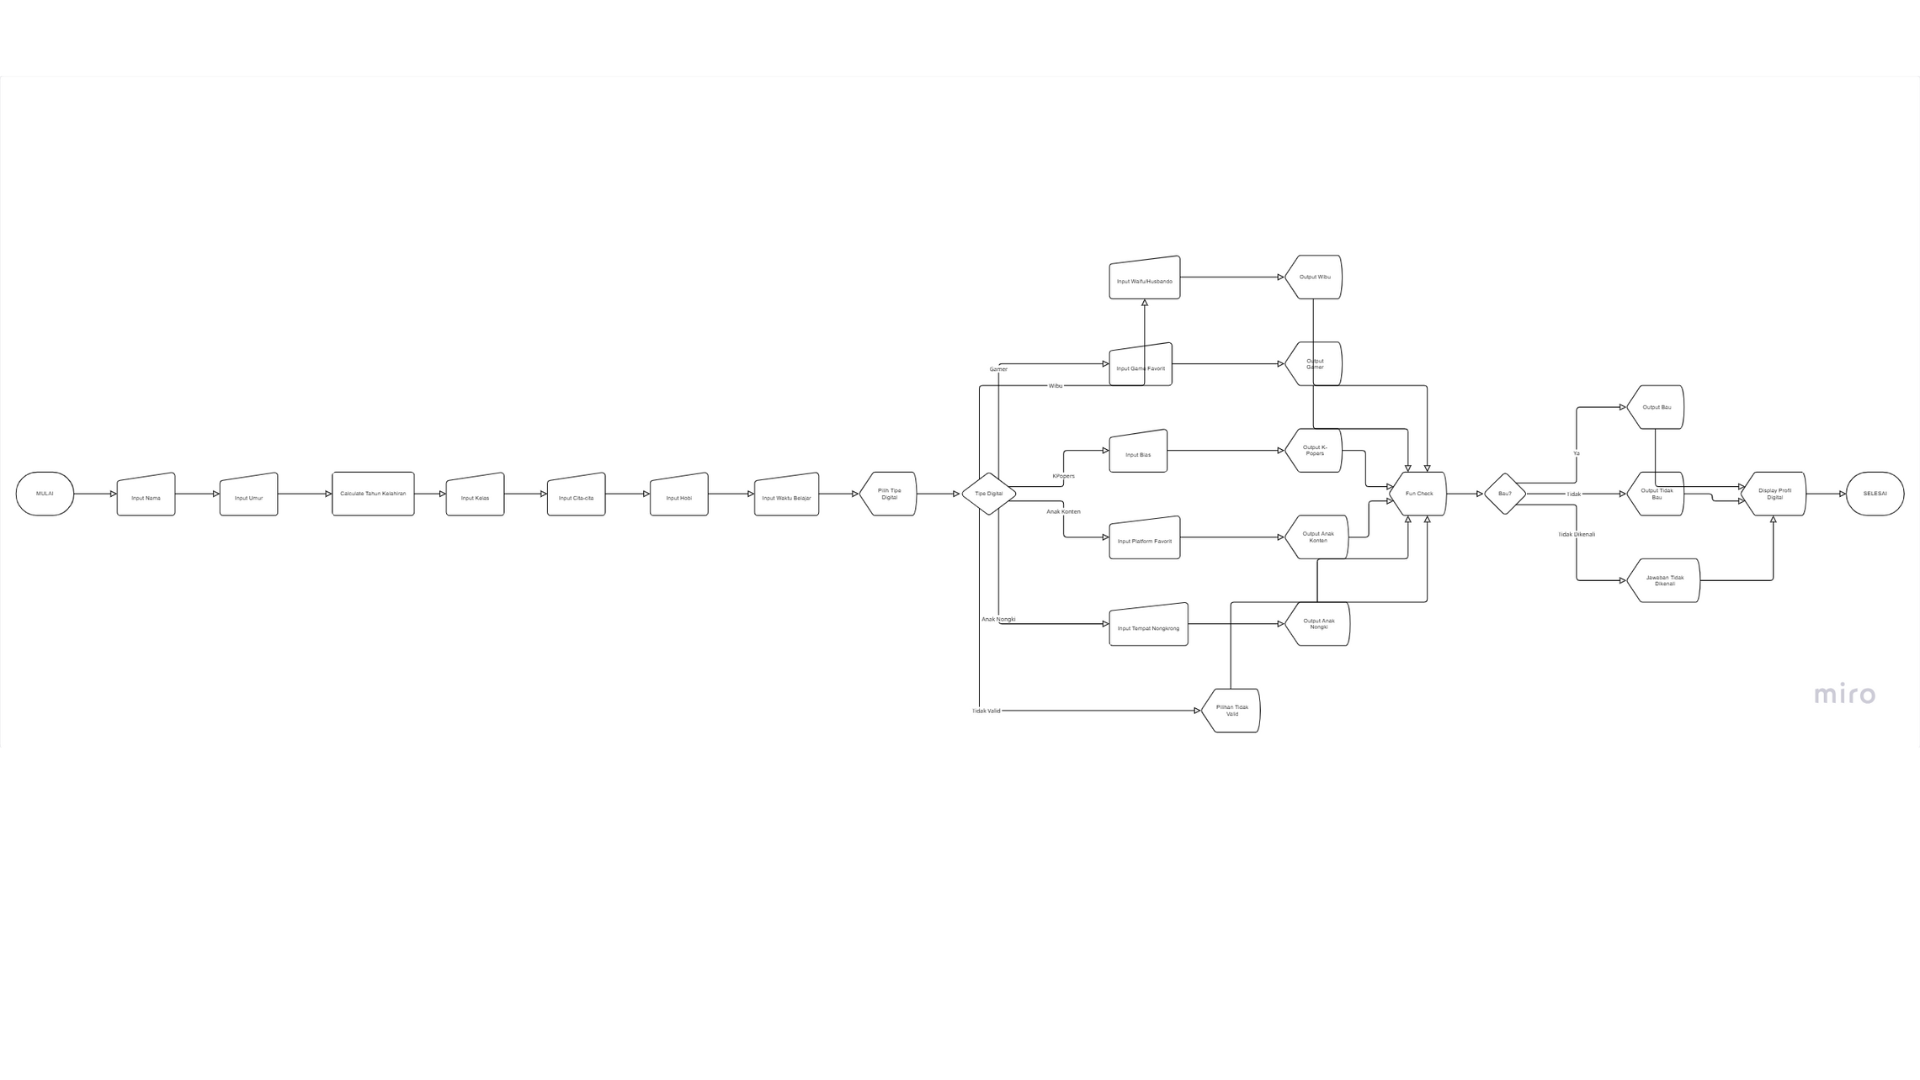 MULAI
Input Nama
Input Umur
Calculate Tahun Kelahiran
Input Kelas
Input Cita-cita
Input Hobi
Input Waktu Belajar
Pilih Tipe
Digital
Tipe Digital
Gamer
Wibu
KPopers
Anak Konten
Anak Nongki
Tidak Valid
Input Waifu/Husbando
Output Wibu
Input Game Favorit
Output
Gamer
Input Bias
Output K-
Popers
Input Platform Favorit
Output Anak
Konten
Input Tempat Nongkrong
Output Anak
Nongki
Pilihan Tidak
Valid
Fun Check
Bau?
Ya
Tidak
Tidak Dikenali
Output Bau
Output Tidak
Bau
Jawaban Tidak
Dikenali
Display Profil
Digital
SELESAI
miro